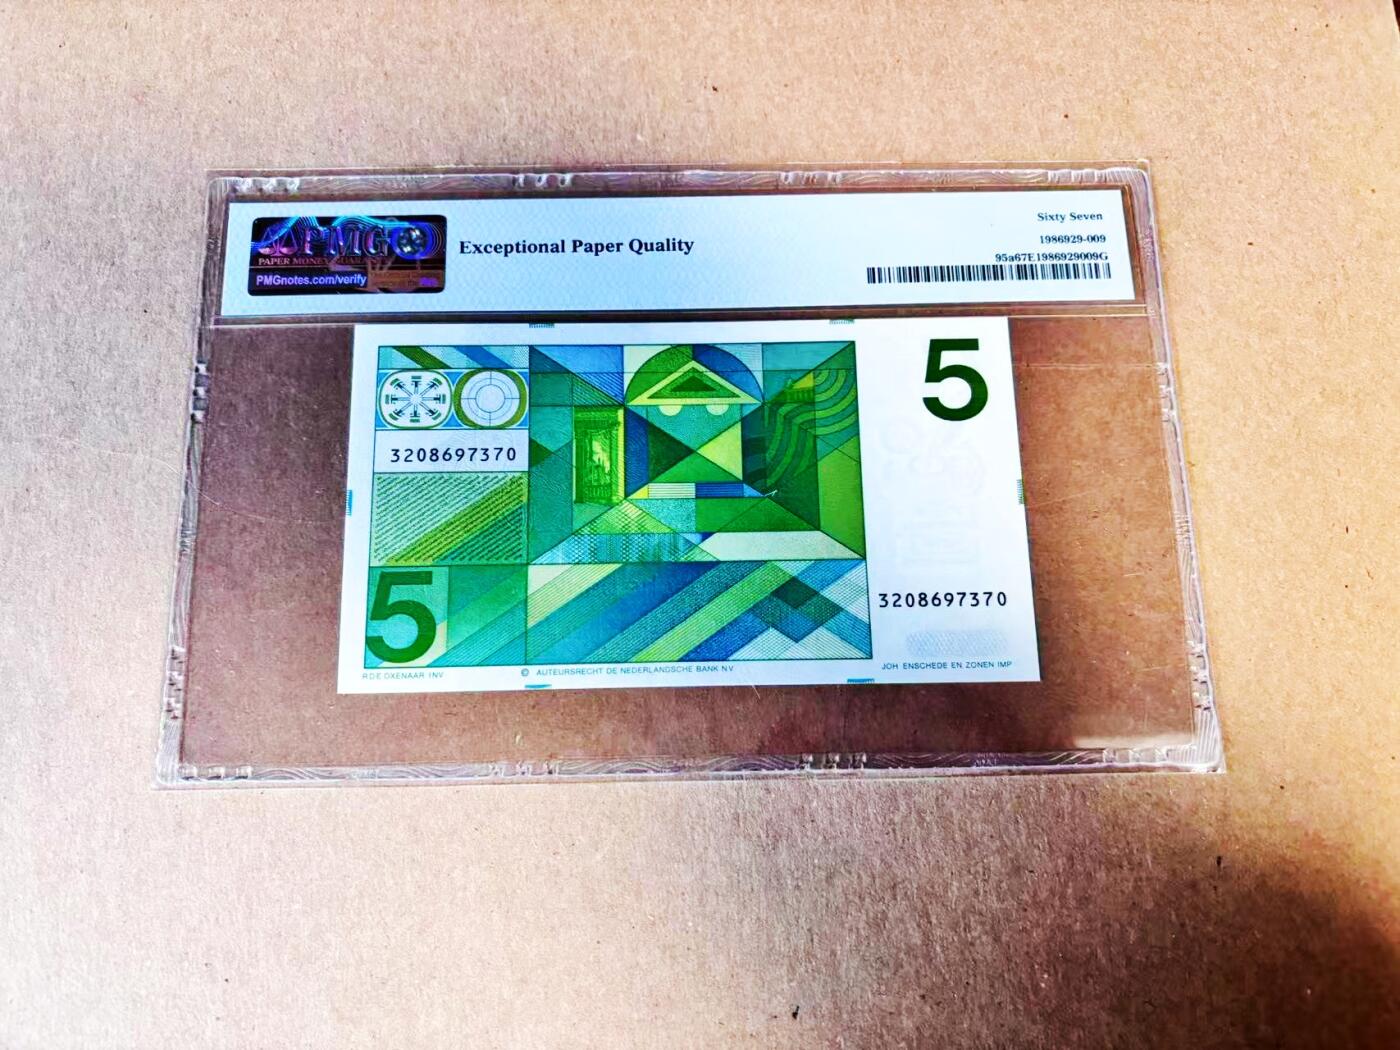 PMG
PAPER MONEY GUARANTY
PMGnotes.com/verify
Exceptional Paper Quality
Sixty Seven
1986929-009
95a67E1986929009G
5
3208697370
5
3208697370
R D E OXENAAR INV
© AUTEURSRECHT DE NEDERLANDSCHE BANK N.V
JOH ENSCHEDE EN ZONEN IMP